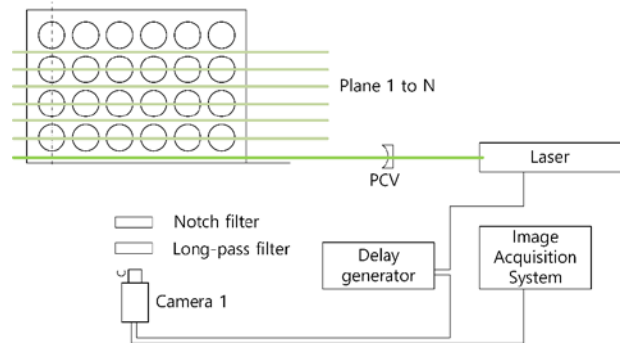 Plane 1 to N
Laser
PCV
Notch filter
Long-pass filter
Delay
generator
Image
Acquisition
System
Camera 1